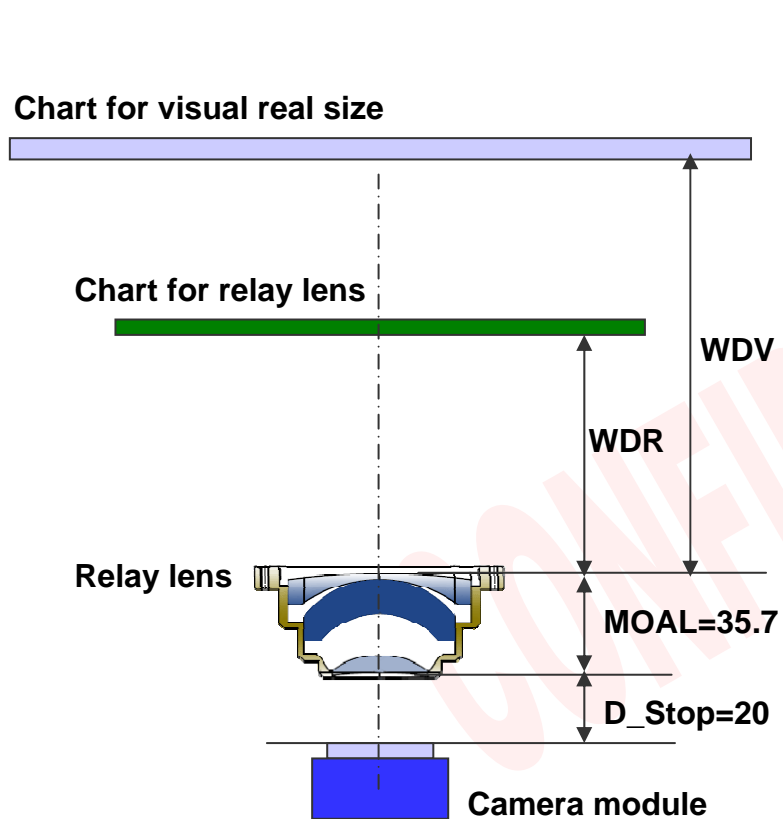 Chart for visual real size
Chart for relay lens
WDV
WDR
Relay lens
MOAL=35.7
D_Stop=20
Camera module